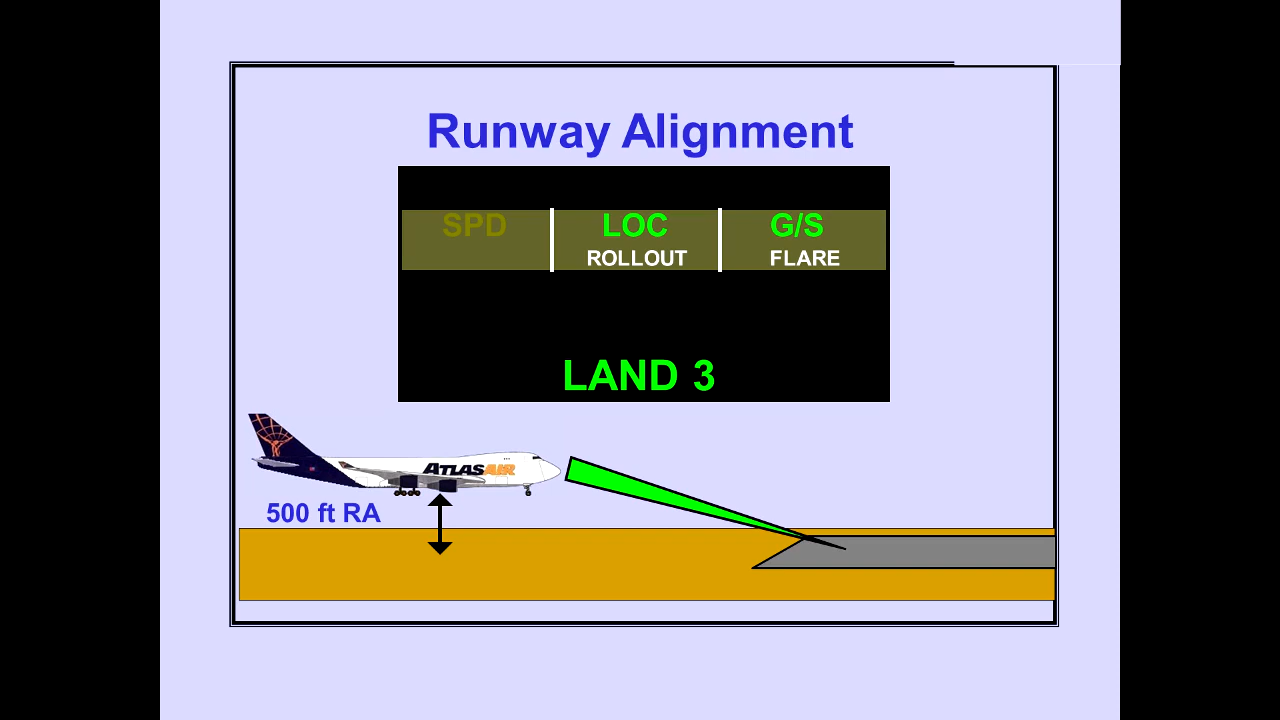 Runway Alignment
SPD LOC G/S
ROLLOUT FLARE
LAND 3
ATLAS AIR
500 ft RA